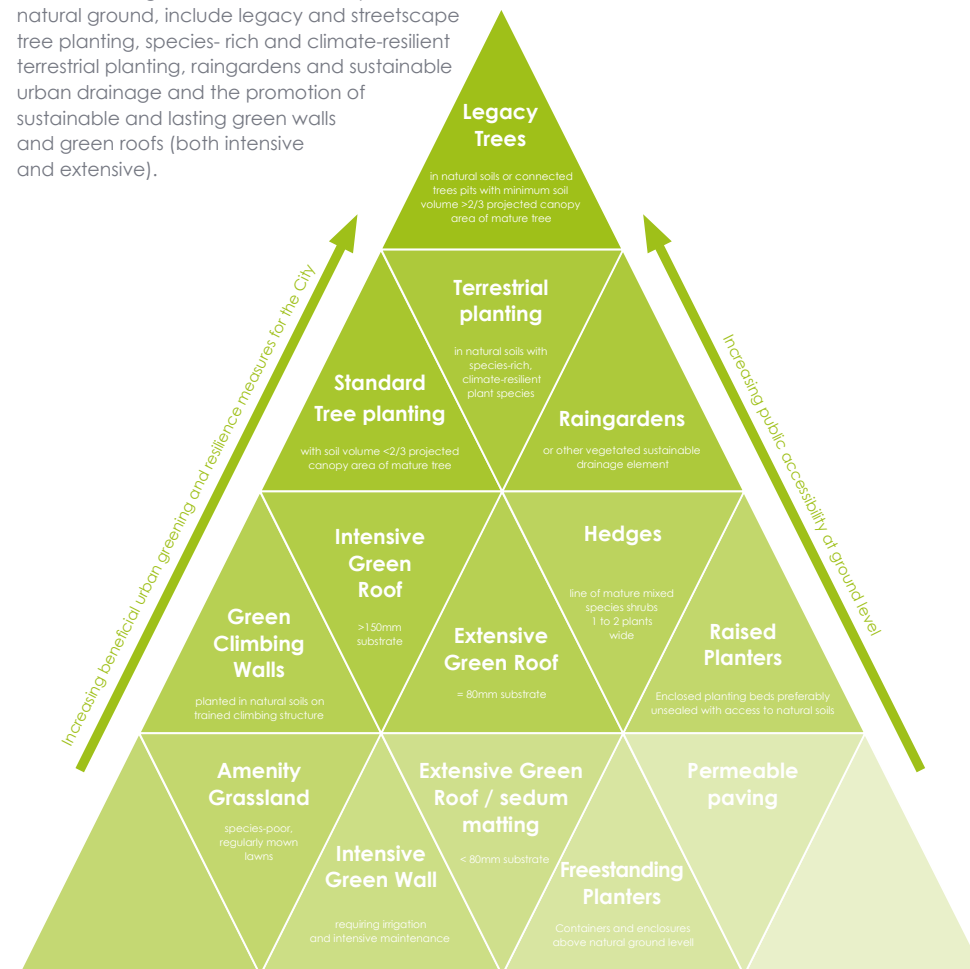 natural ground, include legacy and streetscape
tree planting, species- rich and climate-resilient
terrestrial planting, raingardens and sustainable
urban drainage and the promotion of
sustainable and lasting green walls
and green roofs (both intensive
and extensive).
Legacy
Trees
in natural soils or connected
trees pits with minimum soil
volume >2/3 projected canopy
area of mature tree
Increasing beneficial urban greening and resilience measures for the City
Increasing public accessibility at ground level
Terrestrial
planting
in natural soils with
species-rich,
climate-resilient
plant species
Standard
Tree planting
with soil volume <2/3 projected
canopy area of mature tree
Raingardens
or other vegetated sustainable
drainage element
Intensive
Green
Roof
>150mm
substrate
Hedges
line of mature mixed
species shrubs
1 to 2 plants
wide
Green
Climbing
Walls
planted in natural soils on
trained climbing structure
Extensive
Green Roof
= 80mm substrate
Raised
Planters
Enclosed planting beds preferably
unsealed with access to natural soils
Amenity
Grassland
species-poor,
regularly mown
lawns
Intensive
Green Wall
requiring irrigation
and intensive maintenance
Extensive Green
Roof / sedum
matting
< 80mm substrate
Freestanding
Planters
Containers and enclosures
above natural ground levell
Permeable
paving